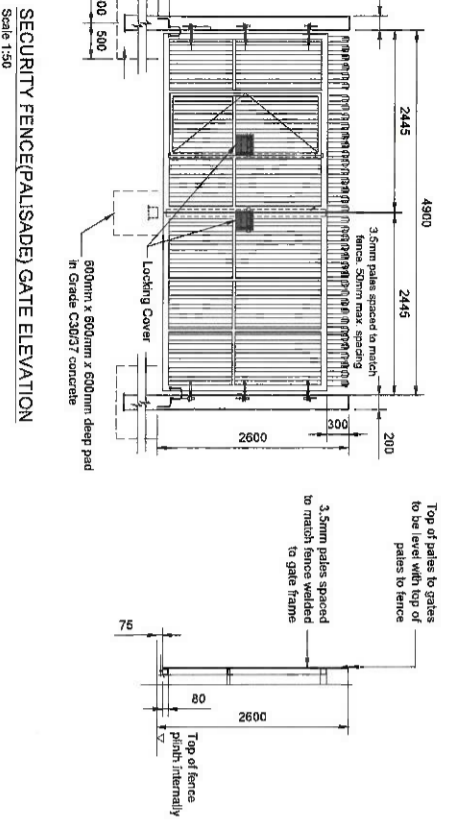 4900
2445
2445
3.5mm pales spaced to match
fence. 50mm max. spacing
300
200
2600
500
Locking Cover
600mm x 600mm x 600mm deep pad
in Grade C30/37 concrete
SECURITY FENCE(PALISADE) GATE ELEVATION
Scale 1:50
Top of pales to gates
to be level with top of
pales to fence
3.5mm pales spaced
to match fence welded
to gate frame
75
80
2600
Top of fence
plinth internally